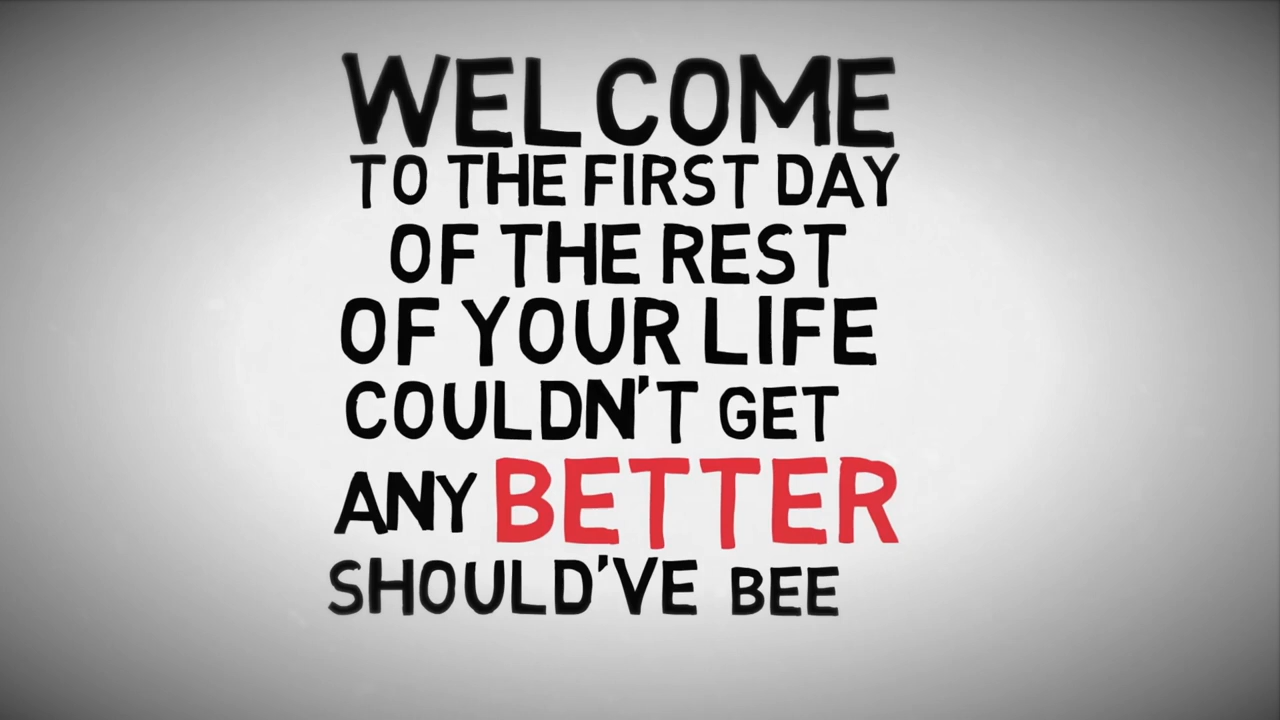 WELCOME
TO THE FIRST DAY
OF THE REST
OF YOUR LIFE
COULDN'T GET
ANY BETTER
SHOULD'VE BEE